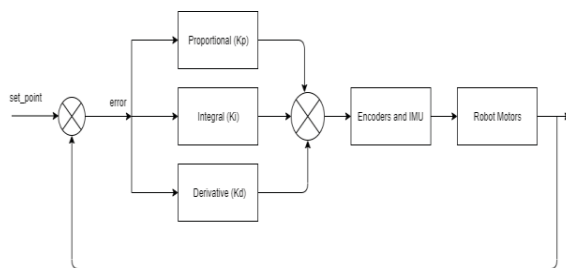 Proportional (Kp)
set_point
error
Integral (Ki)
Encoders and IMU
Robot Motors
Derivative (Kd)